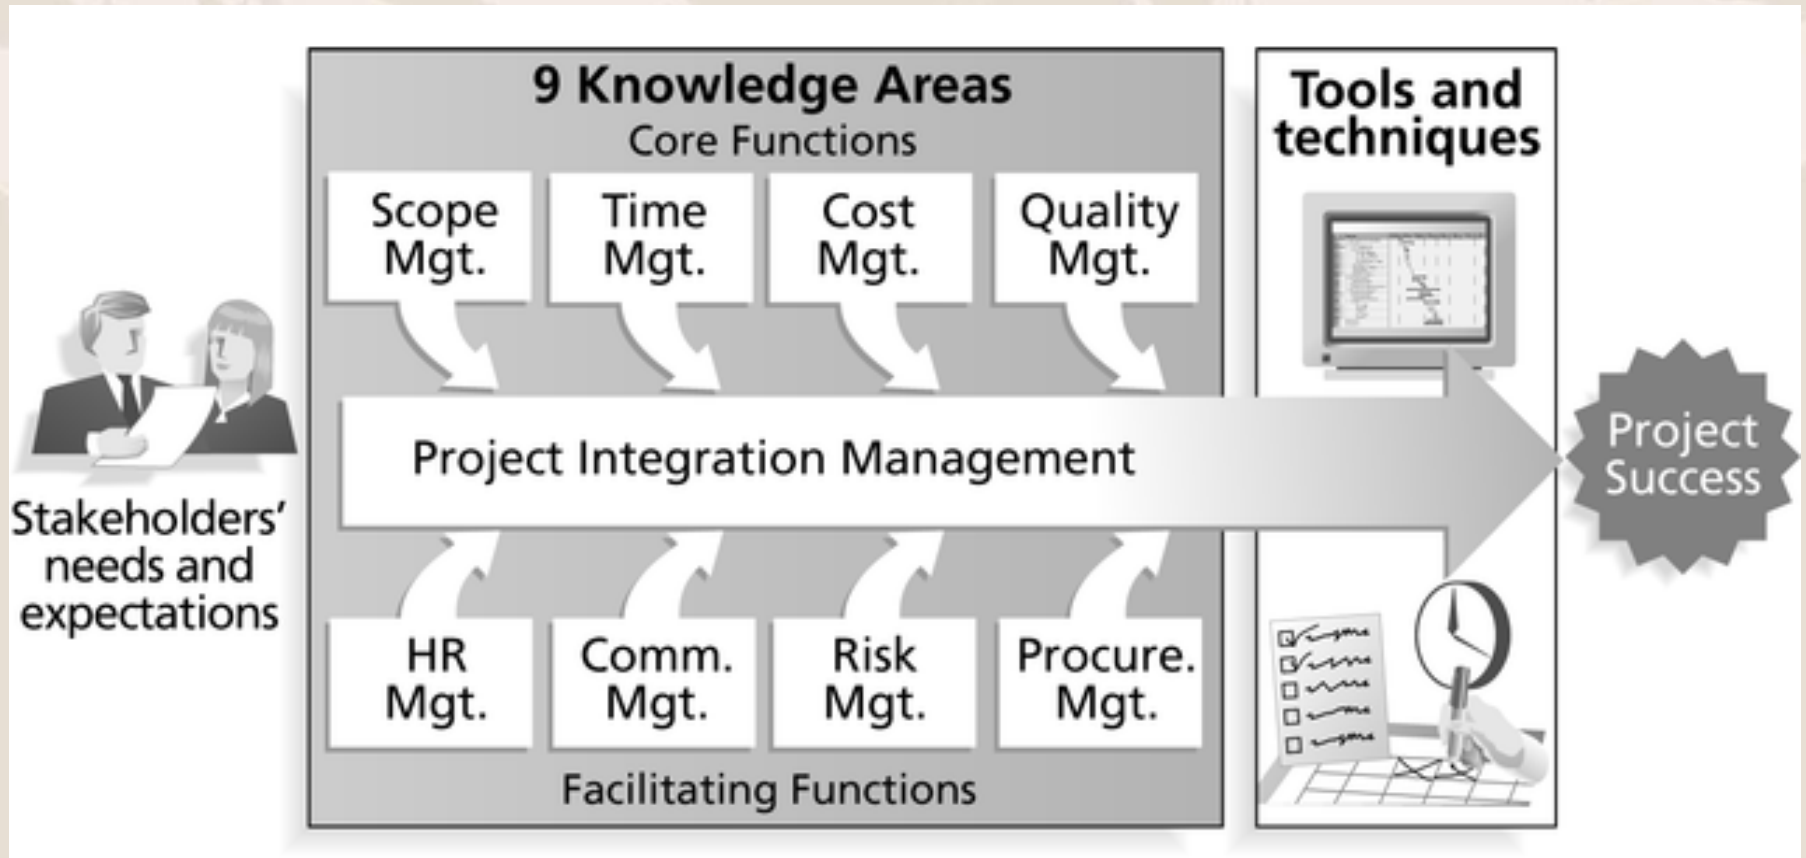 9 Knowledge Areas
Core Functions
Scope
Mgt.
Time
Mgt.
Cost
Mgt.
Quality
Mgt.
Tools and
techniques
Stakeholders’
needs and
expectations
Project Integration Management
Project
Success
HR
Mgt.
Comm.
Mgt.
Risk
Mgt.
Procure.
Mgt.
Facilitating Functions